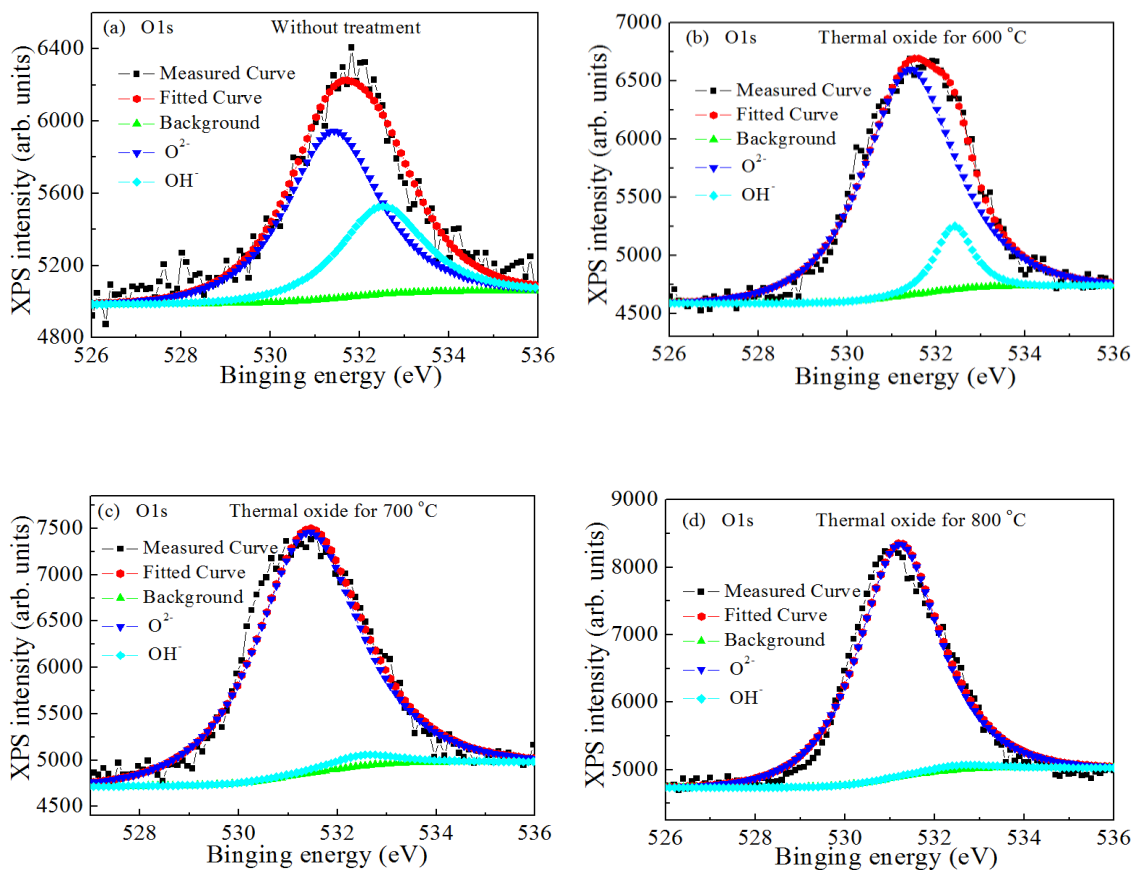 (a) O1s Without treatment
Measured Curve
Fitted Curve
Background
O²⁻
OH⁻
XPS intensity (arb. units)
6400
6000
5600
5200
4800
526 528 530 532 534 536
Binging energy (eV)
(b) O1s Thermal oxide for 600 °C
Measured Curve
Fitted Curve
Background
O²⁻
OH⁻
XPS intensity (arb. units)
7000
6500
6000
5500
5000
4500
526 528 530 532 534 536
Binging energy (eV)
(c) O1s Thermal oxide for 700 °C
Measured Curve
Fitted Curve
Background
O²⁻
OH⁻
XPS intensity (arb. units)
7500
7000
6500
6000
5500
5000
4500
528 530 532 534 536
Binging energy (eV)
(d) O1s Thermal oxide for 800 °C
Measured Curve
Fitted Curve
Background
O²⁻
OH⁻
XPS intensity (arb. units)
9000
8000
7000
6000
5000
526 528 530 532 534 536
Binging energy (eV)